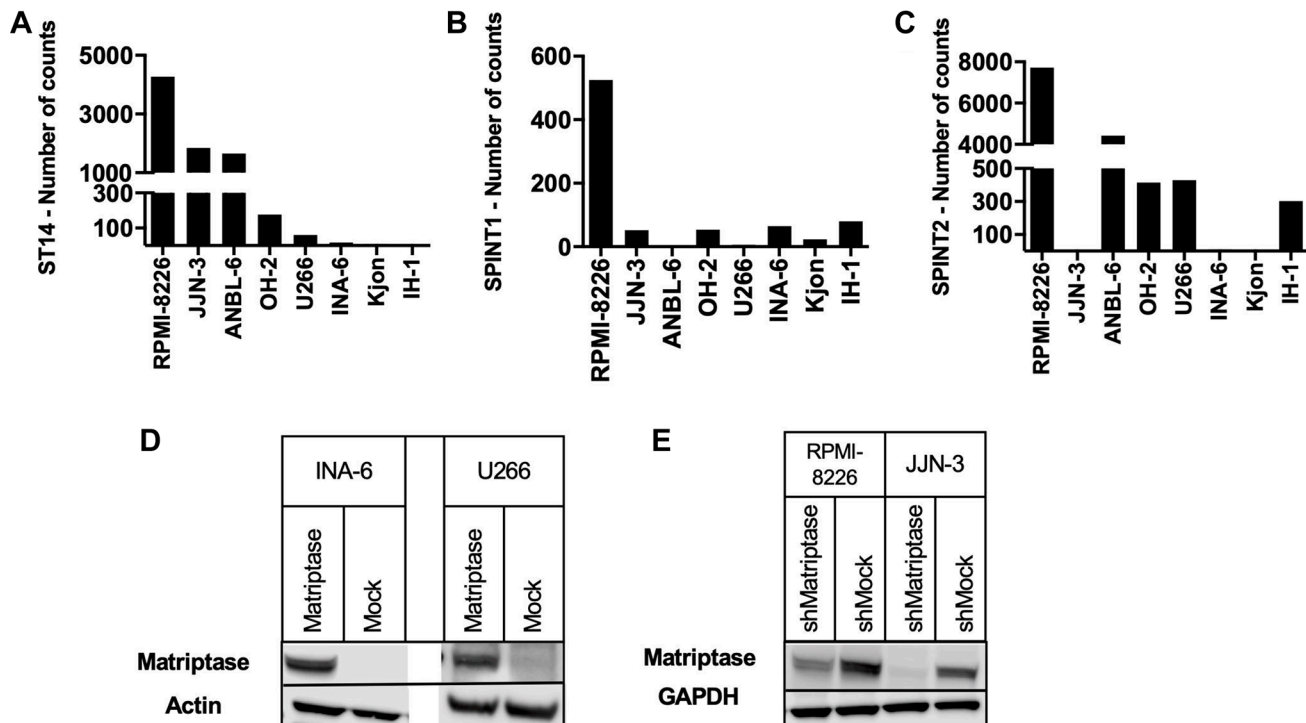 A
ST14 - Number of counts
5000
3000
1000
300
100
RPMI-8226
JJN-3
ANBL-6
OH-2
U266
INA-6
Kjon
IH-1
B
SPINT1 - Number of counts
600
400
200
0
RPMI-8226
JJN-3
ANBL-6
OH-2
U266
INA-6
Kjon
IH-1
C
SPINT2 - Number of counts
8000
6000
4000
500
300
100
RPMI-8226
JJN-3
ANBL-6
OH-2
U266
INA-6
Kjon
IH-1
D
INA-6
U266
Matriptase
Mock
Matriptase
Mock
Matriptase
Actin
E
RPMI-
8226
JJN-3
shMatriptase
shMock
shMatriptase
shMock
Matriptase
GAPDH